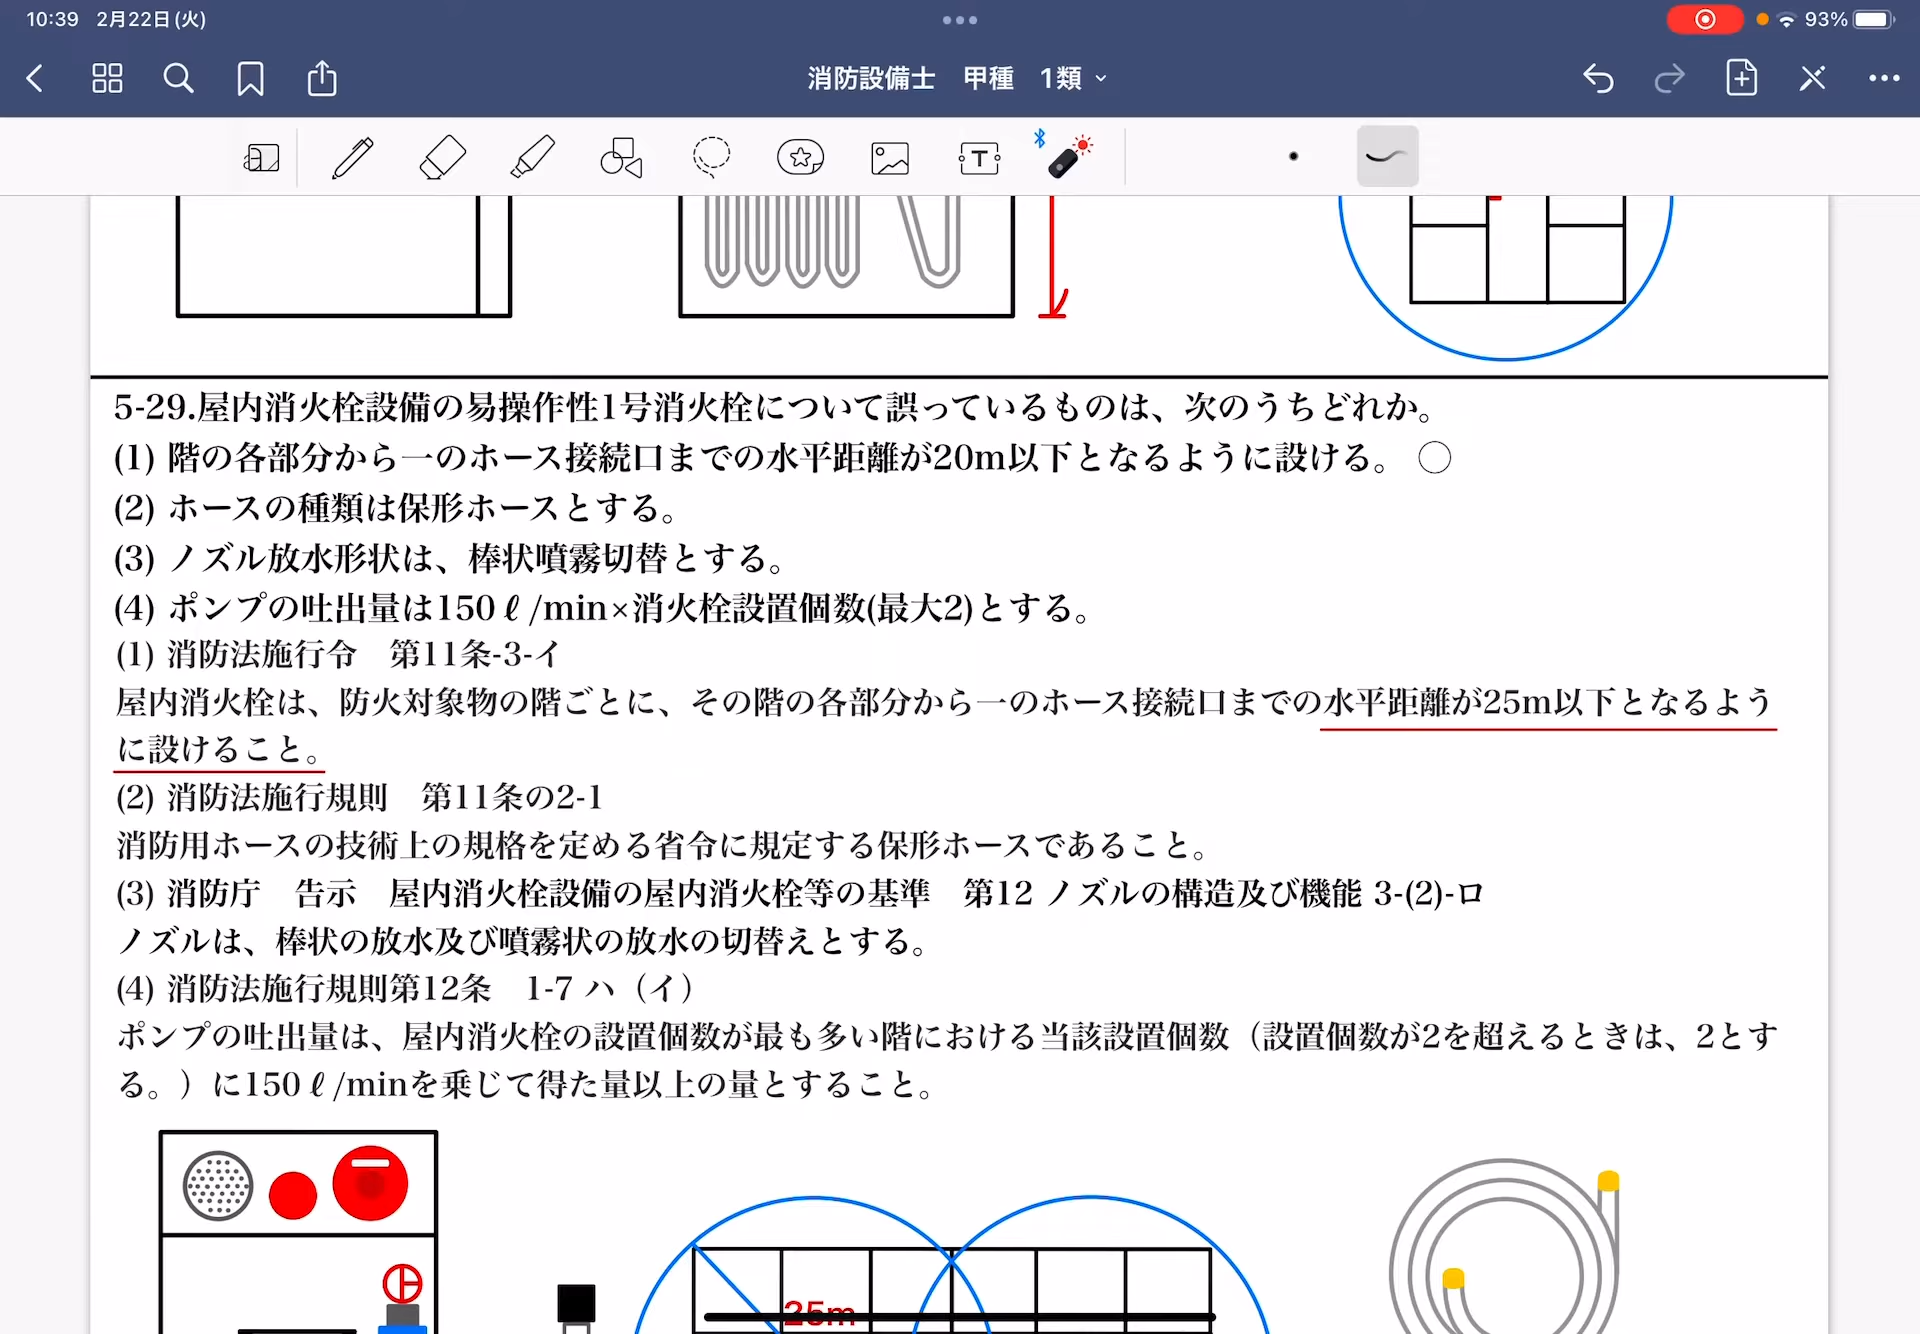 10:39 2月22日(火)
93%
消防設備士 甲種 1類
T
5-29.屋内消火栓設備の易操作性1号消火栓について誤っているものは、次のうちどれか。
(1) 階の各部分から一のホース接続口までの水平距離が20m以下となるように設ける。 ○
(2) ホースの種類は保形ホースとする。
(3) ノズル放水形状は、棒状噴霧切替とする。
(4) ポンプの吐出量は150ℓ/min×消火栓設置個数(最大2)とする。
(1) 消防法施行令 第11条-3-イ
屋内消火栓は、防火対象物の階ごとに、その階の各部分から一のホース接続口までの水平距離が25m以下となるよう
に設けること。
(2) 消防法施行規則 第11条の2-1
消防用ホースの技術上の規格を定める省令に規定する保形ホースであること。
(3) 消防庁 告示 屋内消火栓設備の屋内消火栓等の基準 第12 ノズルの構造及び機能 3-(2)-ロ
ノズルは、棒状の放水及び噴霧状の放水の切替えとする。
(4) 消防法施行規則第12条 1-7 ハ（イ）
ポンプの吐出量は、屋内消火栓の設置個数が最も多い階における当該設置個数（設置個数が2を超えるときは、2とす
る。）に150ℓ/minを乗じて得た量以上の量とすること。
25m